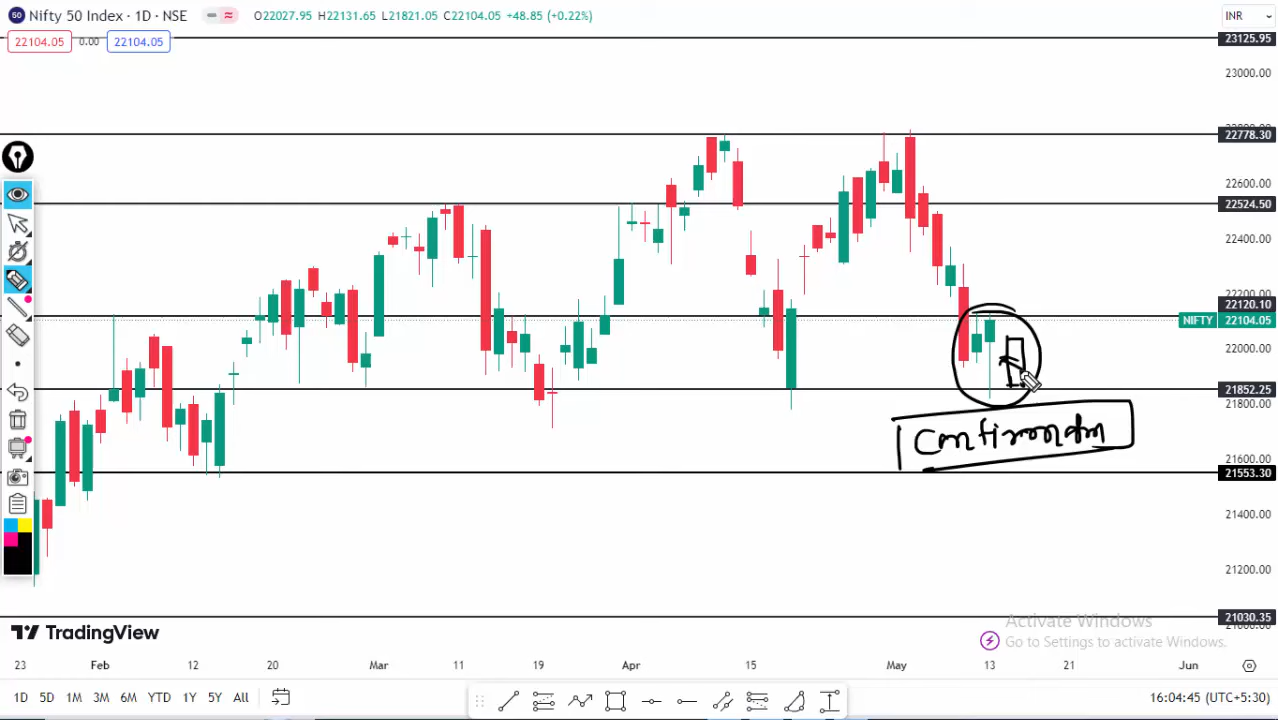 Nifty 50 Index · 1D · NSE O22027.95 H22131.65 L21821.05 C22104.05 +48.85 (+0.22%) INR
22104.05 0.00 22104.05
23125.95
23000.00
22778.30
22600.00
22524.50
22400.00
22200.00
22120.10
NIFTY 22104.05
22000.00
21852.25
21800.00
21600.00
21553.30
21400.00
21200.00
21030.35
Activate Windows
Go to Settings to activate Windows.
TradingView
23 Feb 12 20 Mar 11 19 Apr 15 May 13 21 Jun
1D 5D 1M 3M 6M YTD 1Y 5Y All 16:04:45 (UTC+5:30)